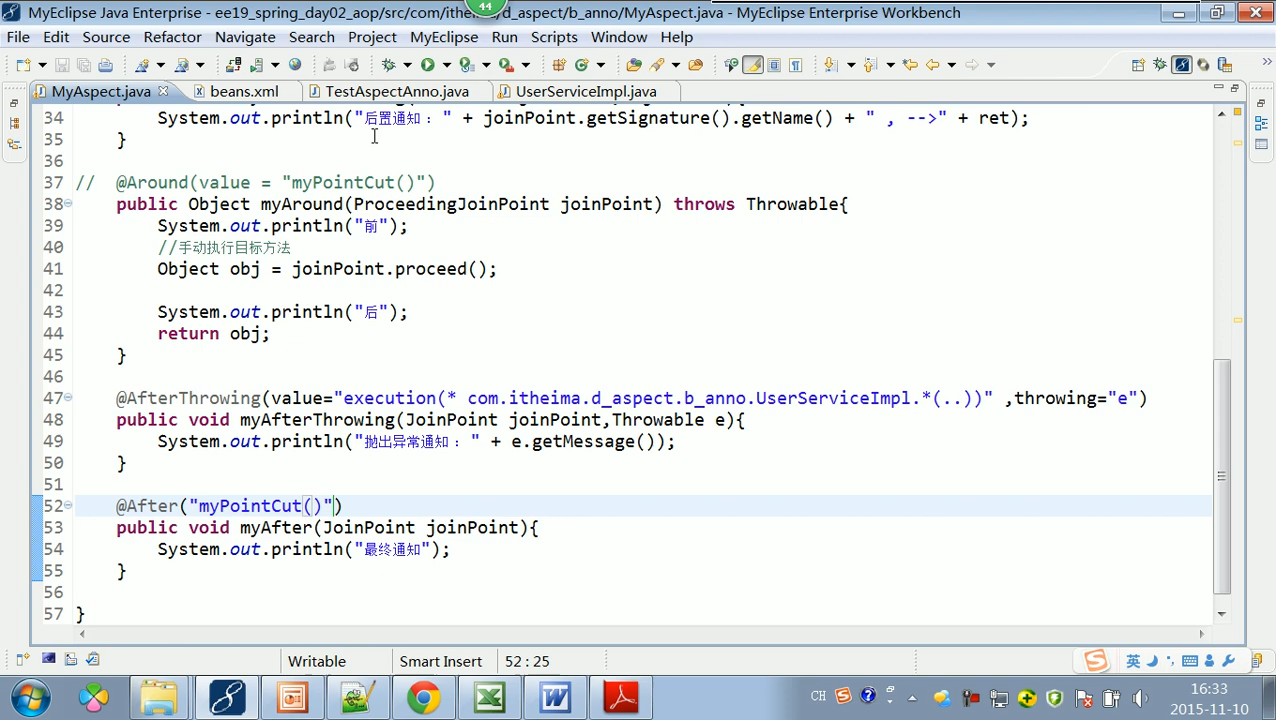 MyEclipse Java Enterprise - ee19_spring_day02_aop/src/com/itheima/d_aspect/b_anno/MyAspect.java - MyEclipse Enterprise Workbench
44
File Edit Source Refactor Navigate Search Project MyEclipse Run Scripts Window Help
MyAspect.java beans.xml TestAspectAnno.java UserServiceImpl.java
34 System.out.println("后置通知 : " + joinPoint.getSignature().getName() + " , -->" + ret);
35 }
36
37 // @Around(value = "myPointCut()")
38 public Object myAround(ProceedingJoinPoint joinPoint) throws Throwable{
39 System.out.println("前");
40 //手动执行目标方法
41 Object obj = joinPoint.proceed();
42
43 System.out.println("后");
44 return obj;
45 }
46
47 @AfterThrowing(value="execution(* com.itheima.d_aspect.b_anno.UserServiceImpl.*(..))" ,throwing="e")
48 public void myAfterThrowing(JoinPoint joinPoint,Throwable e){
49 System.out.println("抛出异常通知 : " + e.getMessage());
50 }
51
52 @After("myPointCut()")
53 public void myAfter(JoinPoint joinPoint){
54 System.out.println("最终通知");
55 }
56
57 }
Writable Smart Insert 52 : 25
英
CH
16:33
2015-11-10